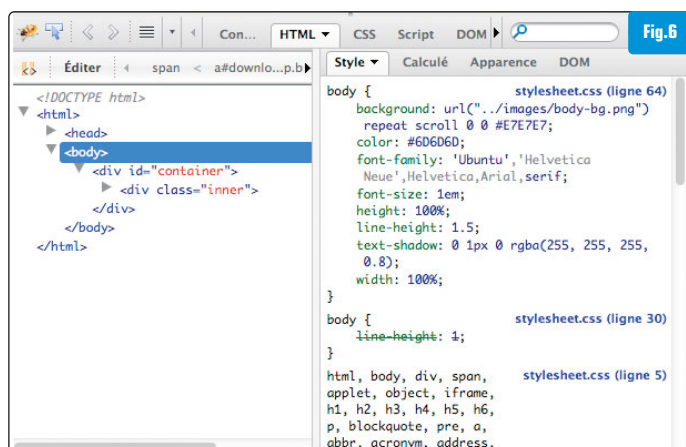 Con... HTML CSS Script DOM
Fig.6
Éditer span < a#downlo...p.b
Style Calculé Apparence DOM
<!DOCTYPE html>
<html>
<head>
<body>
<div id="container">
<div class="inner">
</div>
</body>
</html>
body { stylesheet.css (ligne 64)
background: url("../images/body-bg.png")
repeat scroll 0 0 #E7E7E7;
color: #6D6D6D;
font-family: 'Ubuntu','Helvetica
Neue',Helvetica,Arial,serif;
font-size: 1em;
height: 100%;
line-height: 1.5;
text-shadow: 0 1px 0 rgba(255, 255, 255,
0.8);
width: 100%;
}
body { stylesheet.css (ligne 30)
line-height: 1;
}
html, body, div, span, stylesheet.css (ligne 5)
applet, object, iframe,
h1, h2, h3, h4, h5, h6,
p, blockquote, pre, a,
abbr, acronym, address,